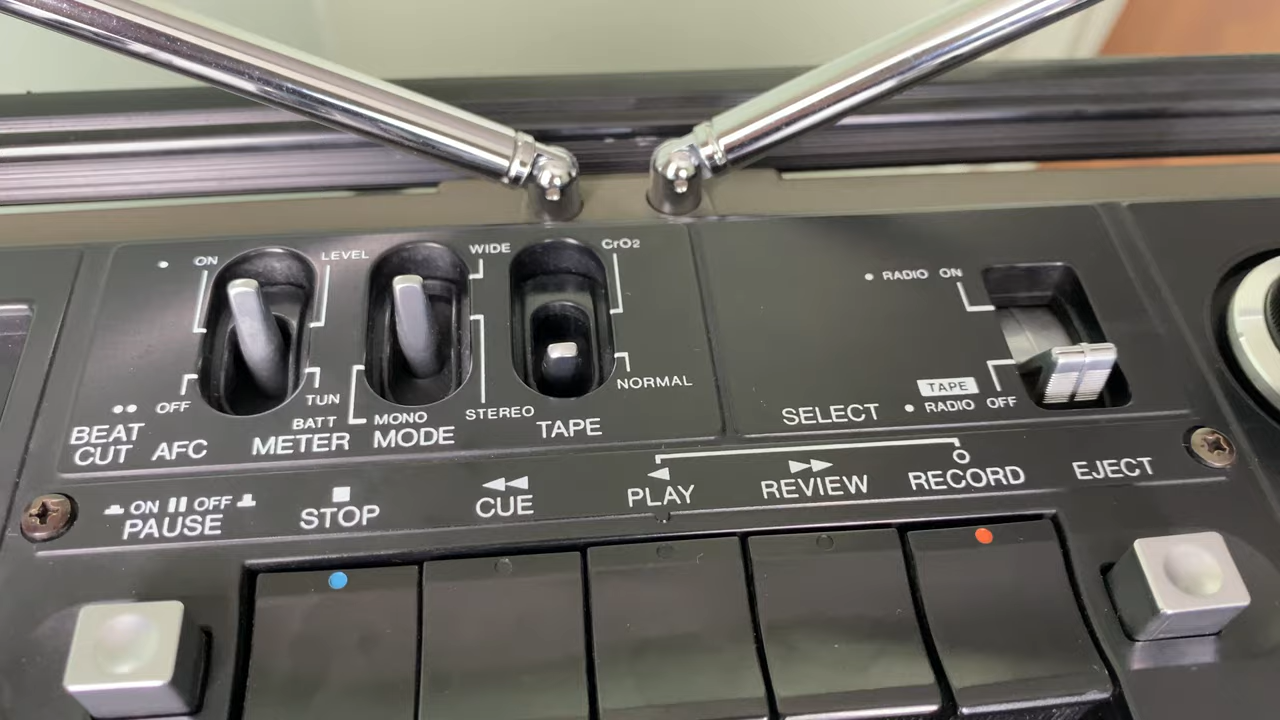 ON
LEVEL
WIDE
CrO2
RADIO ON
OFF
TUN
BATT
MONO
STEREO
NORMAL
TAPE
RADIO OFF
BEAT
CUT
AFC
METER
MODE
TAPE
SELECT
ON OFF
PAUSE
STOP
CUE
PLAY
REVIEW
RECORD
EJECT